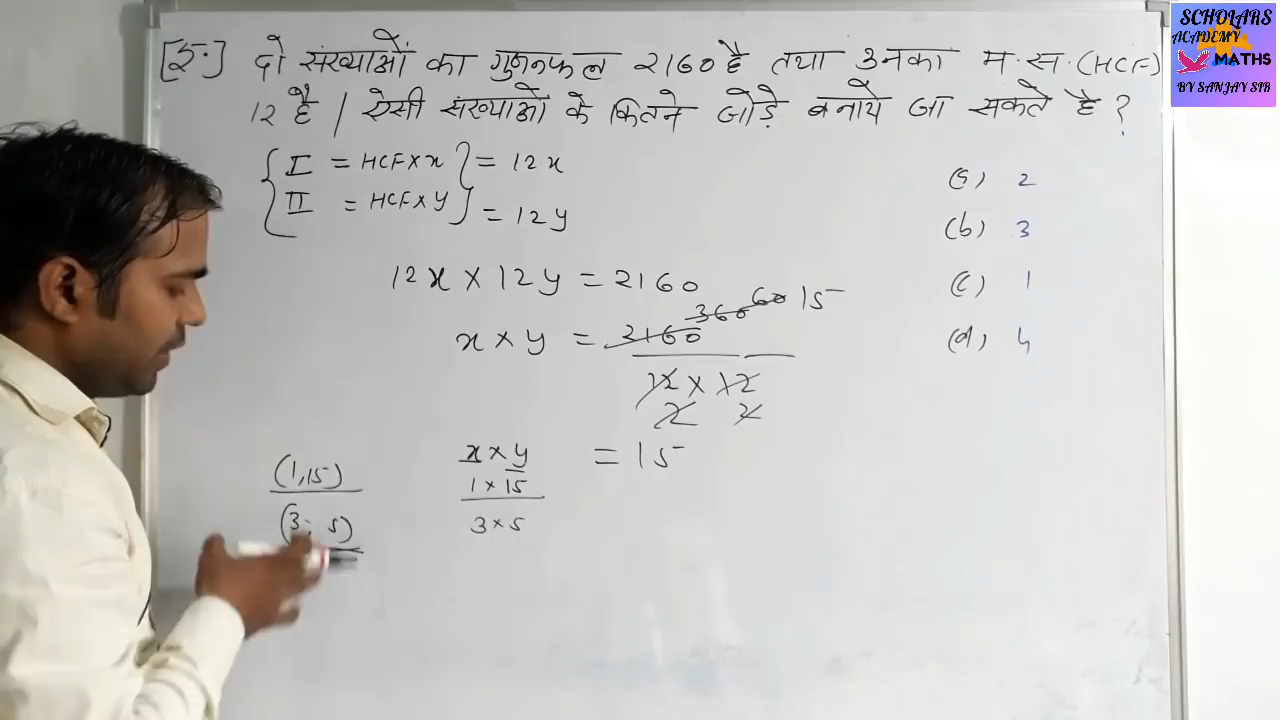 SCHOLARS
ACADEMY
MATHS
BY SANJAY SIR
[इ.] दो संख्याओं का गुणनफल 2160 है तथा उनका म.स. (HCF)
12 है | ऐसी संख्याओं के कितने जोड़े बनाये जा सकते है ?
I = HCF×x } = 12x
II = HCF×y } = 12y
(a) 2
(b) 3
(c) 1
(d) 4
12x × 12y = 2160
x × y = 2160 360 60 15
12 × 12
2 2
x × y = 15
1 × 15
3 × 5
(1,15)
(3, 5)